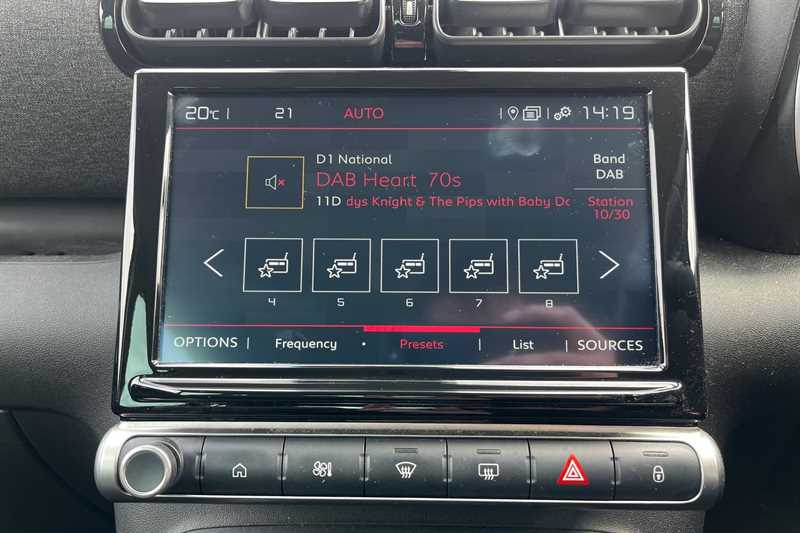 20°C 21 AUTO 14:19
D1 National
DAB Heart 70s
11D dys Knight & The Pips with Baby Do
Band
DAB
Station
10/30
4 5 6 7 8
OPTIONS Frequency Presets List SOURCES